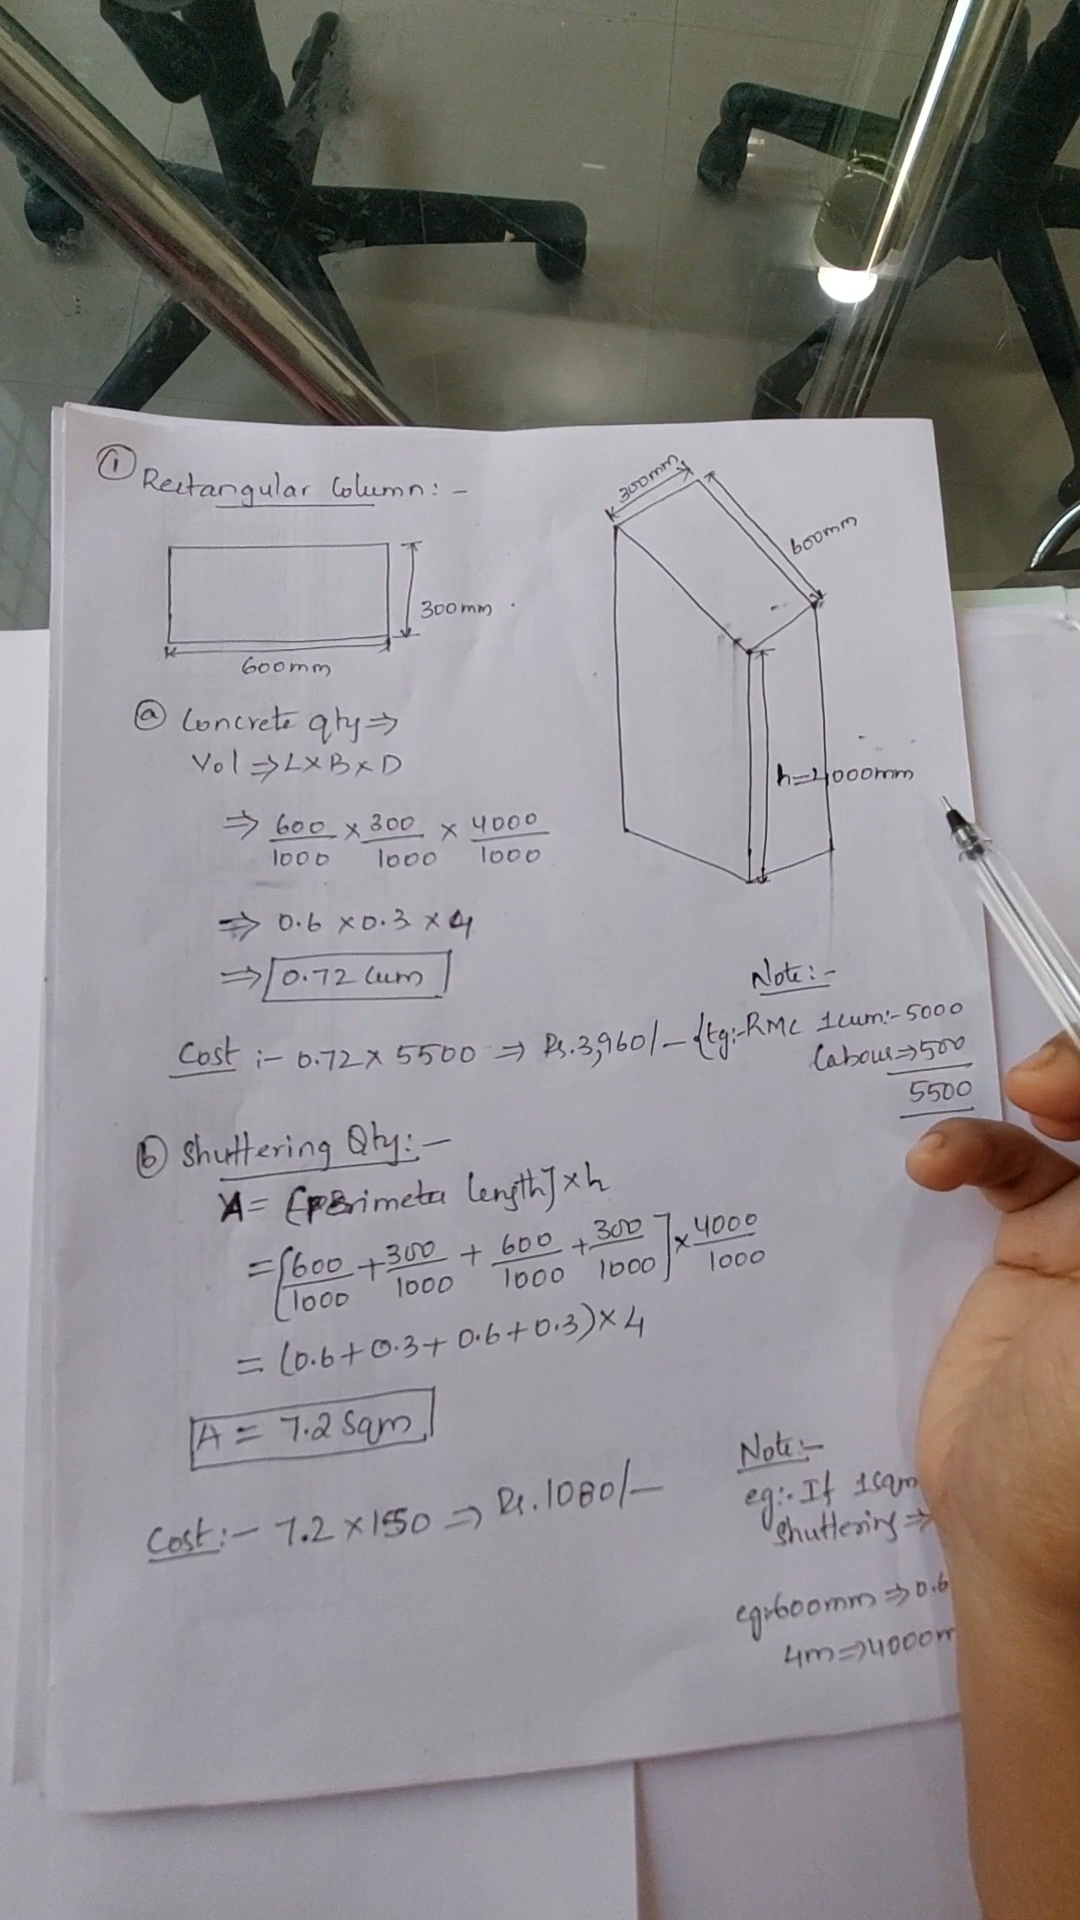 ① Rectangular Column:-
300mm
600mm
300mm
600mm
h=4000mm
ⓐ Concrete qty⇒
Vol ⇒L×B×D
⇒ 600/1000 × 300/1000 × 4000/1000
⇒ 0.6 ×0.3 ×4
⇒ 0.72 Cum
Note:-
Cost :- 0.72 × 5500 ⇒ Rs.3,960/- {Eg:-RMC 1cum:-5000
Labour⇒500
5500
ⓑ Shuttering Qty:-
A= [Perimeter length]×h
=[600/1000 + 300/1000 + 600/1000 + 300/1000] × 4000/1000
= (0.6+0.3+0.6+0.3)×4
A = 7.2 Sqm
Cost:- 7.2 ×150 ⇒ Rs.1080/-
Note:-
eg:- If 1sqm
Shuttering ⇒
eg:-600mm ⇒0.6
4m⇒4000m